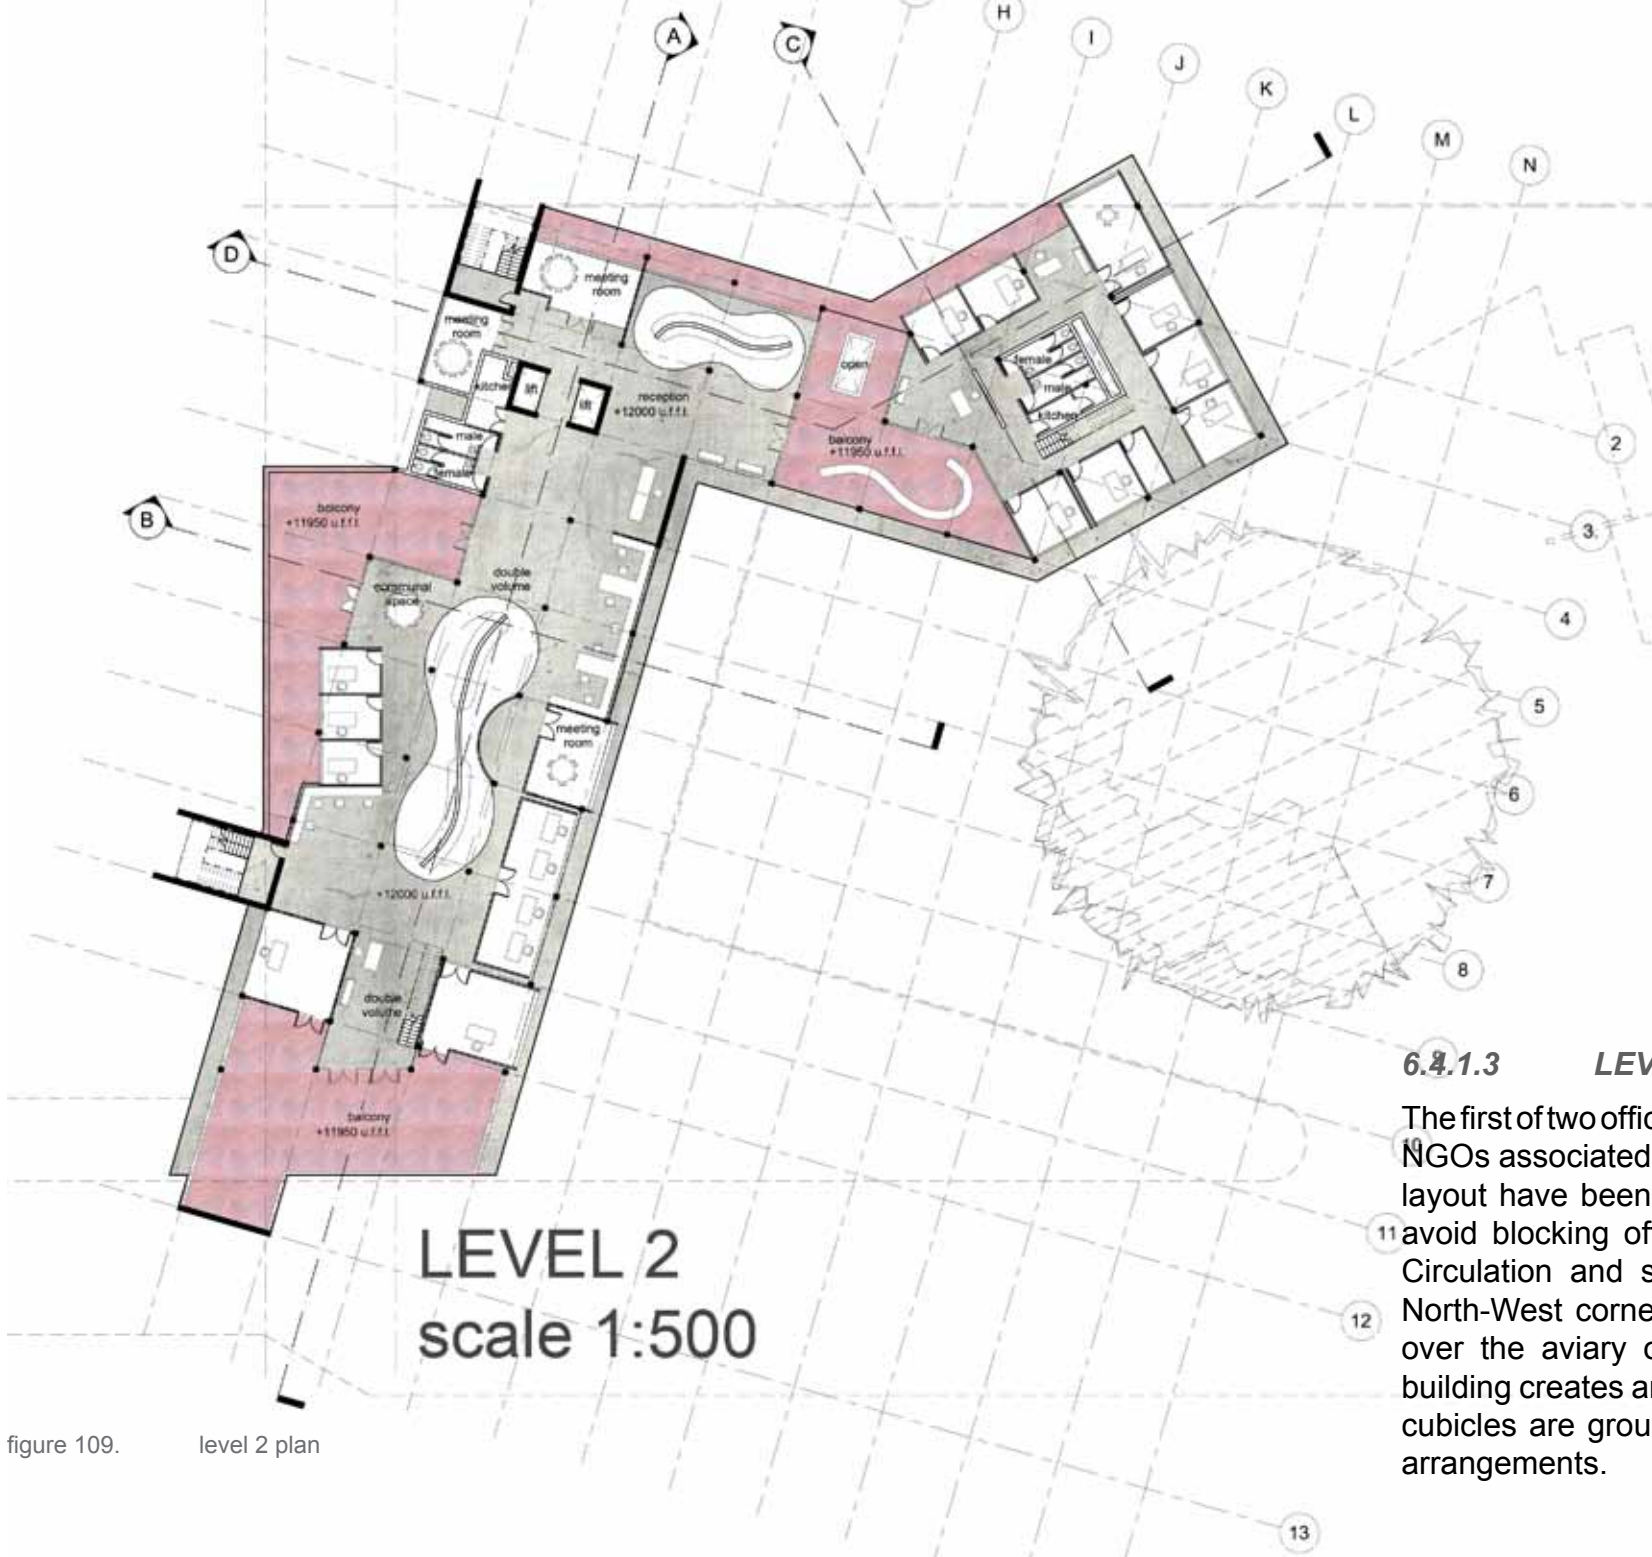 H
A
C
I
J
K
L
M
N
D
meeting
room
meeting
room
kitchen
lift
lift
reception
+12000 u.f.f.l.
open
female
male
kitchen
balcony
+11950 u.f.f.l.
male
female
2
B
balcony
+11950 u.f.f.l.
3
communal
space
double
volume
4
5
meeting
room
6
7
+12000 u.f.f.l.
8
double
volume
9
balcony
+11950 u.f.f.l.
10
11
12
13
LEVEL 2
scale 1:500
figure 109. level 2 plan
6.4.1.3 LEV
The first of two offic
NGOs associated
layout have been
avoid blocking of
Circulation and s
North-West corne
over the aviary
building creates
cubicles are grou
arrangements.